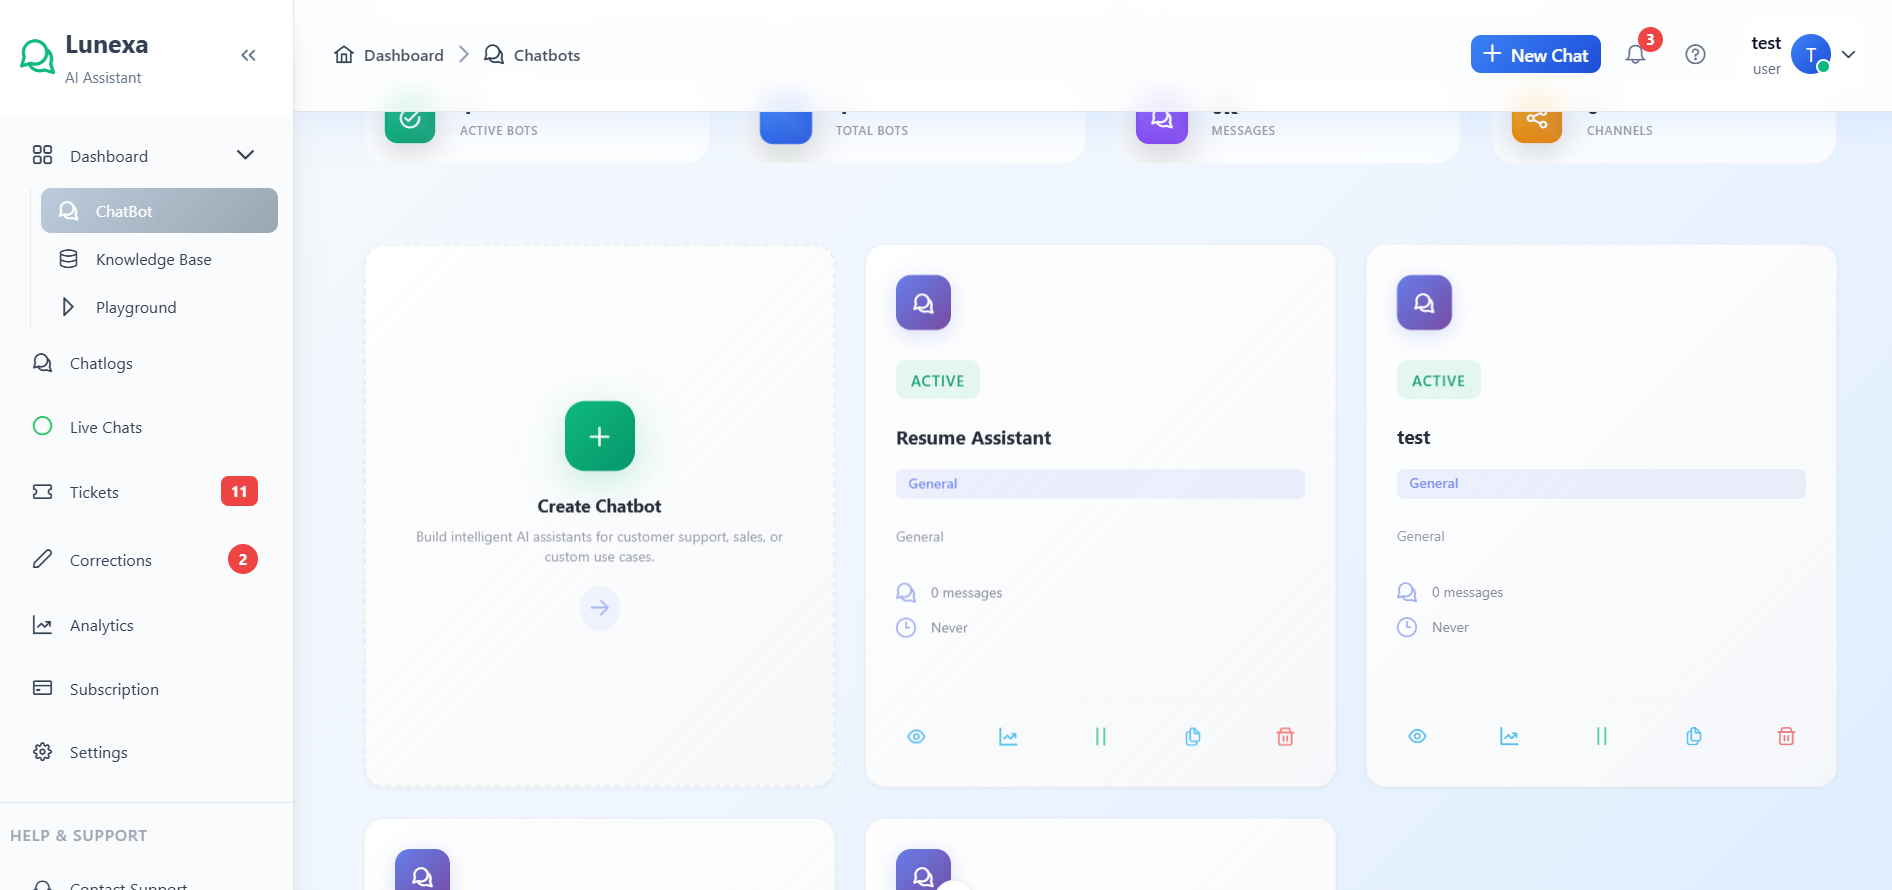 Lunexa
AI Assistant
Dashboard
ChatBot
Knowledge Base
Playground
Chatlogs
Live Chats
Tickets
11
Corrections
2
Analytics
Subscription
Settings
HELP & SUPPORT
Contact Support
Dashboard
Chatbots
New Chat
3
test
user
T
ACTIVE BOTS
TOTAL BOTS
MESSAGES
CHANNELS
Create Chatbot
Build intelligent AI assistants for customer support, sales, or
custom use cases.
ACTIVE
Resume Assistant
General
General
0 messages
Never
ACTIVE
test
General
General
0 messages
Never